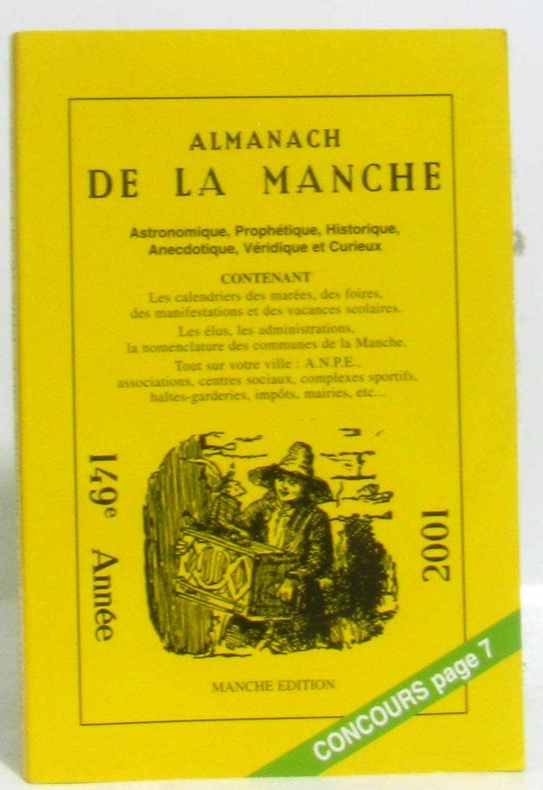 ALMANACH
DE LA MANCHE
Astronomique, Prophétique, Historique,
Anecdotique, Véridique et Curieux
CONTENANT
Les calendriers des marées, des foires,
des manifestations et des vacances scolaires.
Les élus, les administrations,
la nomenclature des communes de la Manche.
Tout sur votre ville : A.N.P.E.,
associations, centres sociaux, complexes sportifs,
haltes-garderies, impôts, mairies, etc...
149e Année
2001
MANCHE EDITION
CONCOURS page 7